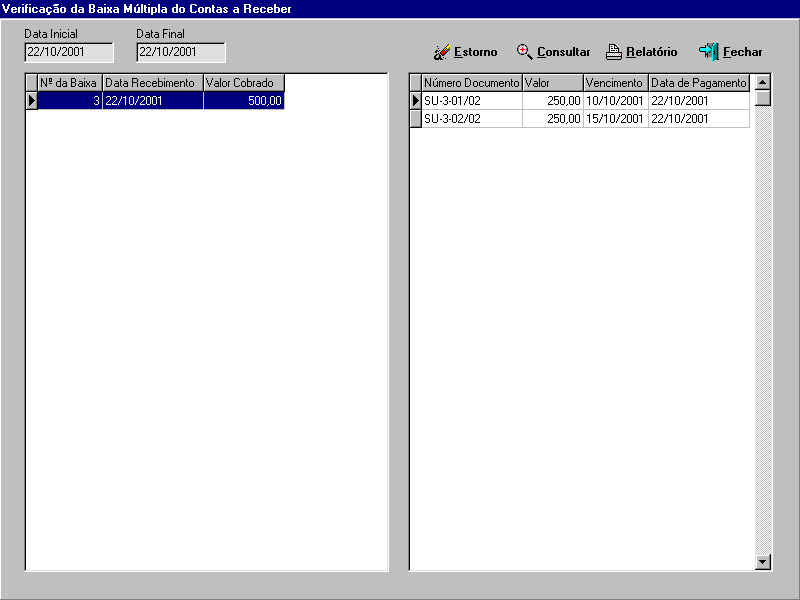 Verificação da Baixa Múltipla do Contas a Receber
Data Inicial Data Final
22/10/2001 22/10/2001
Estorno Consultar Relatório Fechar
Nº da Baixa Data Recebimento Valor Cobrado
3 22/10/2001 500,00
Número Documento Valor Vencimento Data de Pagamento
SU-3-01/02 250,00 10/10/2001 22/10/2001
SU-3-02/02 250,00 15/10/2001 22/10/2001